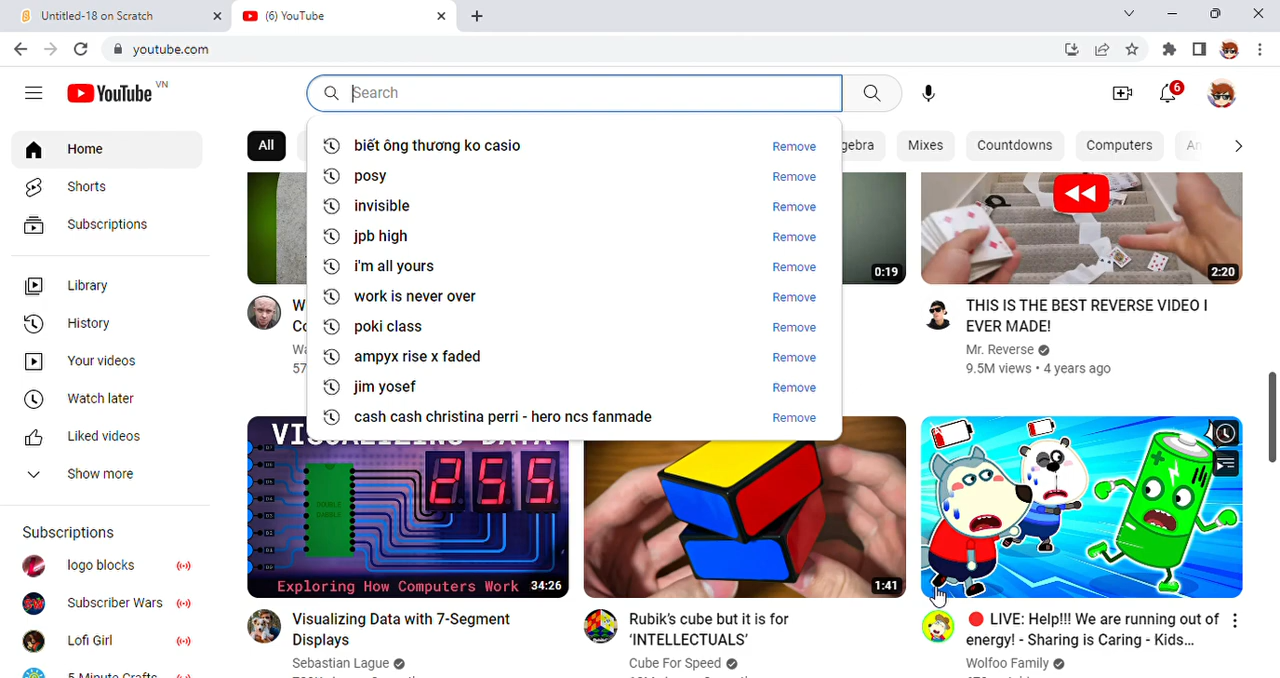 Untitled-18 on Scratch
(6) YouTube
youtube.com
YouTube VN
Search
6
biết ông thương ko casio Remove
posy Remove
invisible Remove
jpb high Remove
i'm all yours Remove
work is never over Remove
poki class Remove
ampyx rise x faded Remove
jim yosef Remove
cash cash christina perri - hero ncs fanmade Remove
All
Mixes
Countdowns
Computers
Home
Shorts
Subscriptions
Library
History
Your videos
Watch later
Liked videos
Show more
Subscriptions
logo blocks
Subscriber Wars
Lofi Girl
5-Minute Crafts
0:19
2:20
THIS IS THE BEST REVERSE VIDEO I
EVER MADE!
Mr. Reverse
9.5M views • 4 years ago
VISUALIZING DATA
DOUBLE
DABBLE
255
Exploring How Computers Work
34:26
Visualizing Data with 7-Segment
Displays
Sebastian Lague
1:41
Rubik's cube but it is for
'INTELLECTUALS'
Cube For Speed
LIVE: Help!!! We are running out of
energy! - Sharing is Caring - Kids...
Wolfoo Family